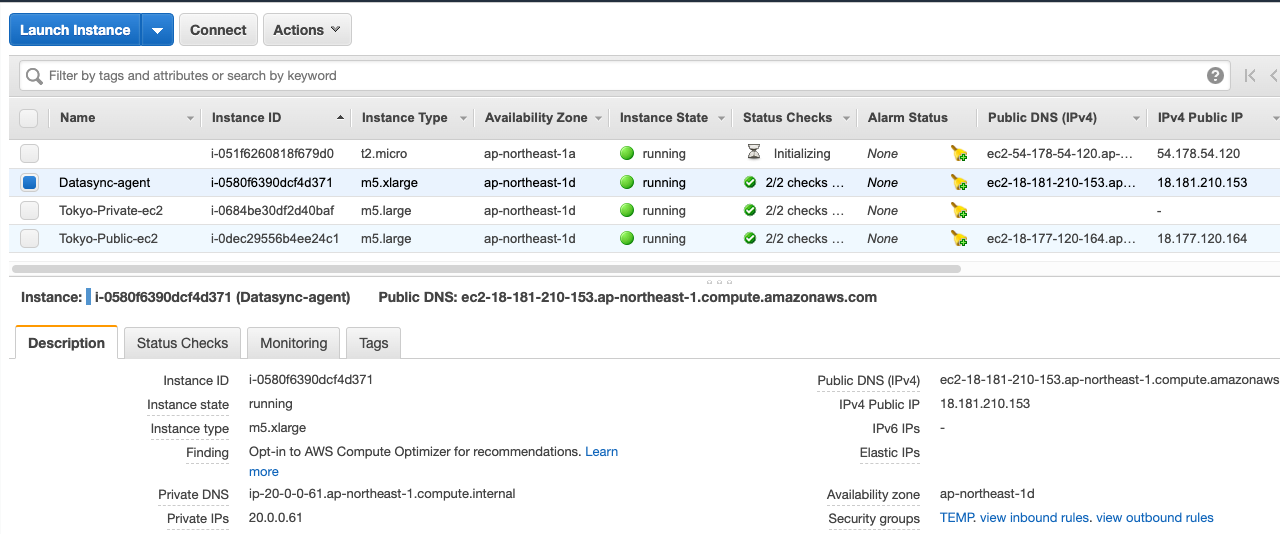 Launch Instance Connect Actions
Filter by tags and attributes or search by keyword
Name Instance ID Instance Type Availability Zone Instance State Status Checks Alarm Status Public DNS (IPv4) IPv4 Public IP
i-051f6260818f679d0 t2.micro ap-northeast-1a running Initializing None ec2-54-178-54-120.ap-... 54.178.54.120
Datasync-agent i-0580f6390dcf4d371 m5.xlarge ap-northeast-1d running 2/2 checks ... None ec2-18-181-210-153.ap... 18.181.210.153
Tokyo-Private-ec2 i-0684be30df2d40baf m5.large ap-northeast-1d running 2/2 checks ... None -
Tokyo-Public-ec2 i-0dec29556b4ee24c1 m5.large ap-northeast-1d running 2/2 checks ... None ec2-18-177-120-164.ap... 18.177.120.164
Instance: i-0580f6390dcf4d371 (Datasync-agent) Public DNS: ec2-18-181-210-153.ap-northeast-1.compute.amazonaws.com
Description Status Checks Monitoring Tags
Instance ID i-0580f6390dcf4d371 Public DNS (IPv4) ec2-18-181-210-153.ap-northeast-1.compute.amazonaws
Instance state running IPv4 Public IP 18.181.210.153
Instance type m5.xlarge IPv6 IPs -
Finding Opt-in to AWS Compute Optimizer for recommendations. Learn Elastic IPs
more
Private DNS ip-20-0-0-61.ap-northeast-1.compute.internal Availability zone ap-northeast-1d
Private IPs 20.0.0.61 Security groups TEMP. view inbound rules. view outbound rules